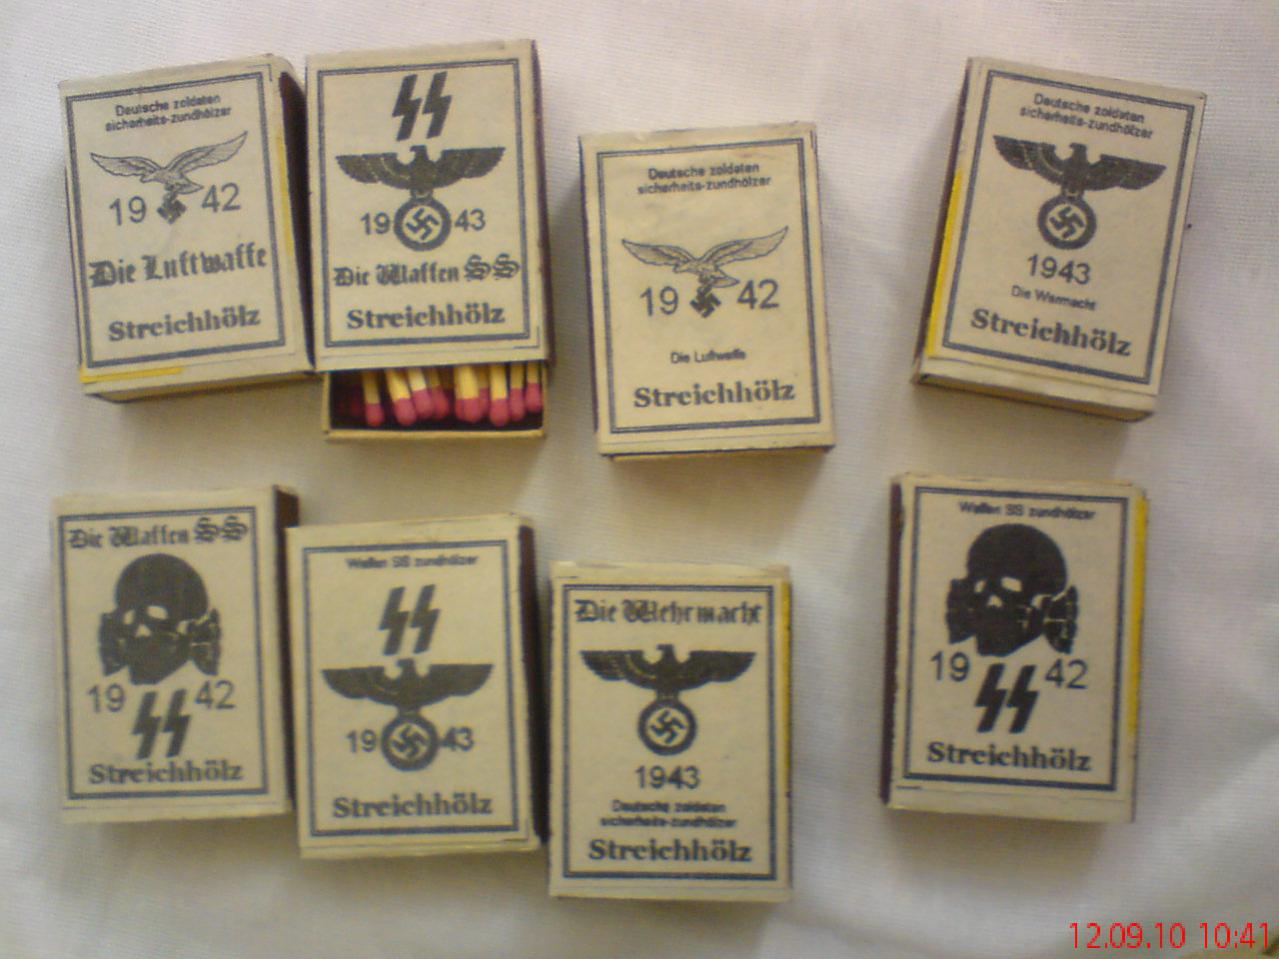 Deutsche zoldaten
sicherheits-zundhölzer
19 42
Die Luftwaffe
Streichhölz
19 43
Die Waffen SS
Streichhölz
Deutsche zoldaten
sicherheits-zundhölzer
19 42
Die Luftwaffe
Streichhölz
Deutsche zoldaten
sicherheits-zundhölzer
1943
Die Warmacht
Streichhölz
Die Waffen SS
19 42
Streichhölz
Waffen SS zundhölzer
19 43
Streichhölz
Die Wehrmacht
1943
Deutsche zoldaten
sicherheits-zundhölzer
Streichhölz
Waffen SS zundhölzer
19 42
Streichhölz
12.09.10 10:41